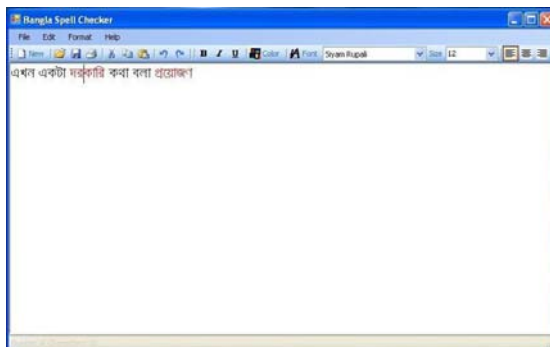 Bangla Spell Checker
File Edit Format Help
New B I U Color Font Siyam Rupali Size 12
এখন একটা দরকারি কথা বলা প্রয়োজণ